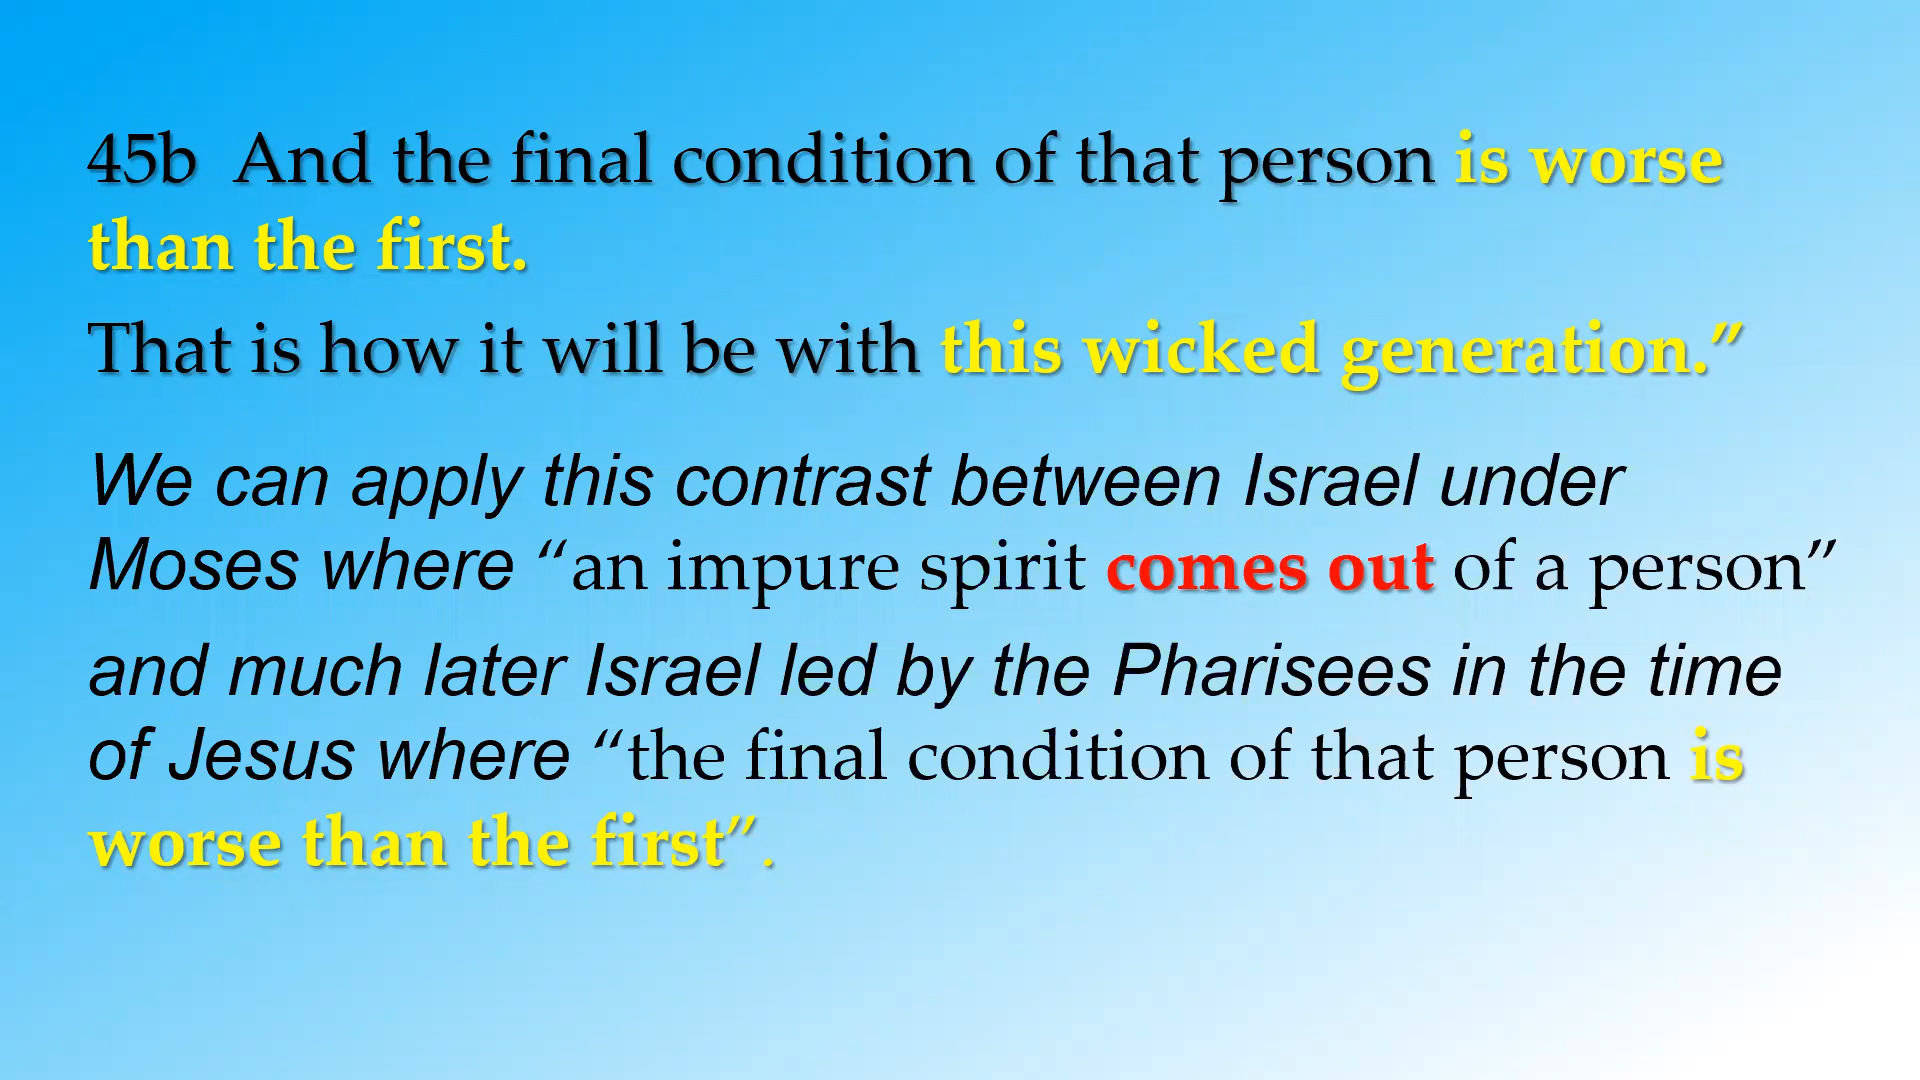 45b  And the final condition of that person is worse
than the first.
That is how it will be with this wicked generation.”
We can apply this contrast between Israel under
Moses where “an impure spirit comes out of a person”
and much later Israel led by the Pharisees in the time
of Jesus where “the final condition of that person is
worse than the first”.